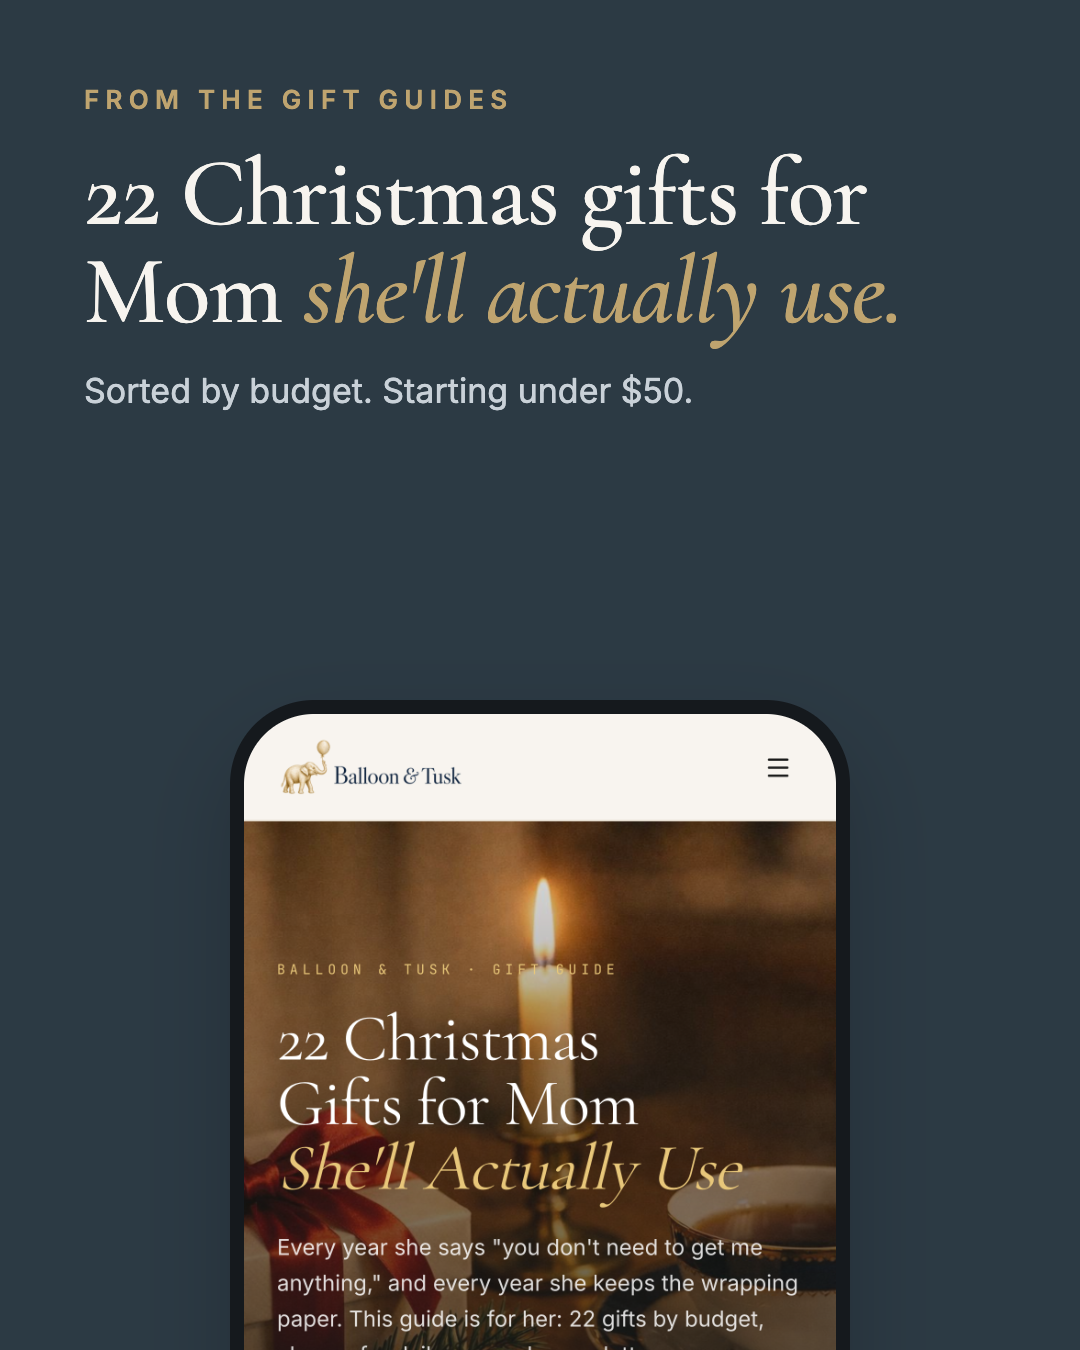 FROM THE GIFT GUIDES
22 Christmas gifts for
Mom she'll actually use.
Sorted by budget. Starting under $50.
Balloon & Tusk
BALLOON & TUSK · GIFT GUIDE
22 Christmas
Gifts for Mom
She'll Actually Use
Every year she says "you don't need to get me
anything," and every year she keeps the wrapping
paper. This guide is for her: 22 gifts by budget,